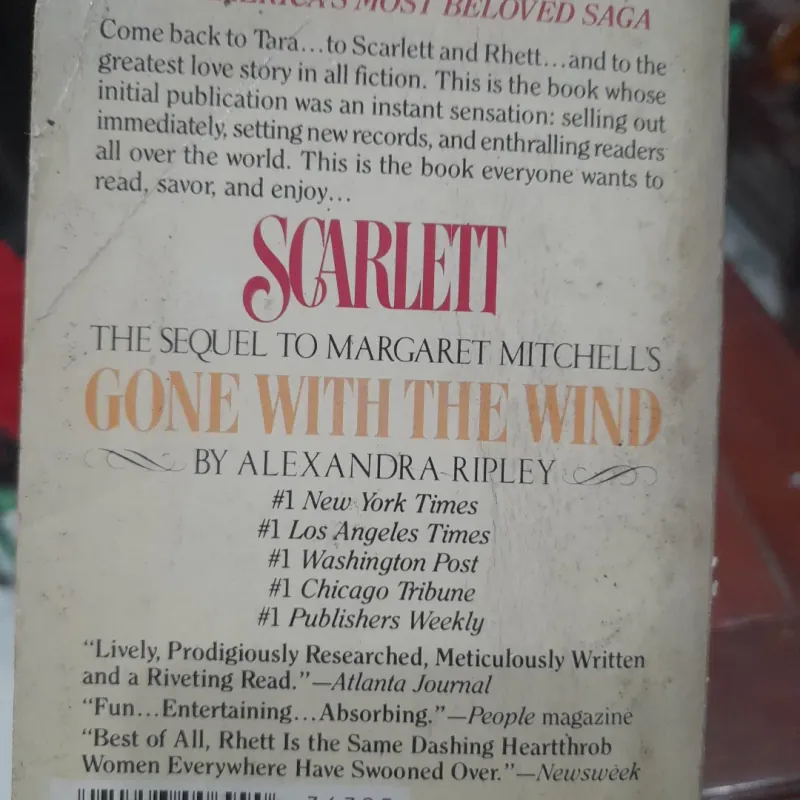 AMERICA'S MOST BELOVED SAGA
Come back to Tara...to Scarlett and Rhett...and to the
greatest love story in all fiction. This is the book whose
initial publication was an instant sensation: selling out
immediately, setting new records, and enthralling readers
all over the world. This is the book everyone wants to
read, savor, and enjoy...
SCARLETT
THE SEQUEL TO MARGARET MITCHELL'S
GONE WITH THE WIND
BY ALEXANDRA RIPLEY
#1 New York Times
#1 Los Angeles Times
#1 Washington Post
#1 Chicago Tribune
#1 Publishers Weekly
"Lively, Prodigiously Researched, Meticulously Written
and a Riveting Read."—Atlanta Journal
"Fun...Entertaining...Absorbing."—People magazine
"Best of All, Rhett Is the Same Dashing Heartthrob
Women Everywhere Have Swooned Over."—Newsweek